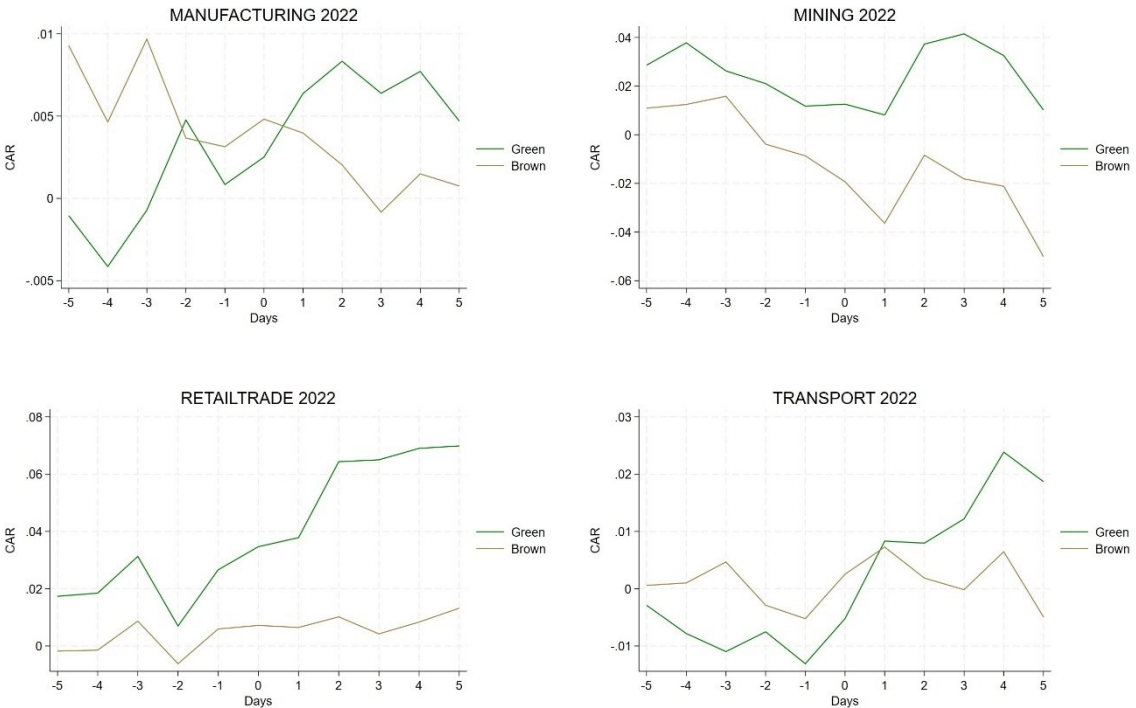 MANUFACTURING 2022
.01
.005
0
-.005
CAR
-5 -4 -3 -2 -1 0 1 2 3 4 5
Days
Green
Brown
MINING 2022
.04
.02
0
-.02
-.04
-.06
CAR
-5 -4 -3 -2 -1 0 1 2 3 4 5
Days
Green
Brown
RETAILTRADE 2022
.08
.06
.04
.02
0
CAR
-5 -4 -3 -2 -1 0 1 2 3 4 5
Days
Green
Brown
TRANSPORT 2022
.03
.02
.01
0
-.01
CAR
-5 -4 -3 -2 -1 0 1 2 3 4 5
Days
Green
Brown